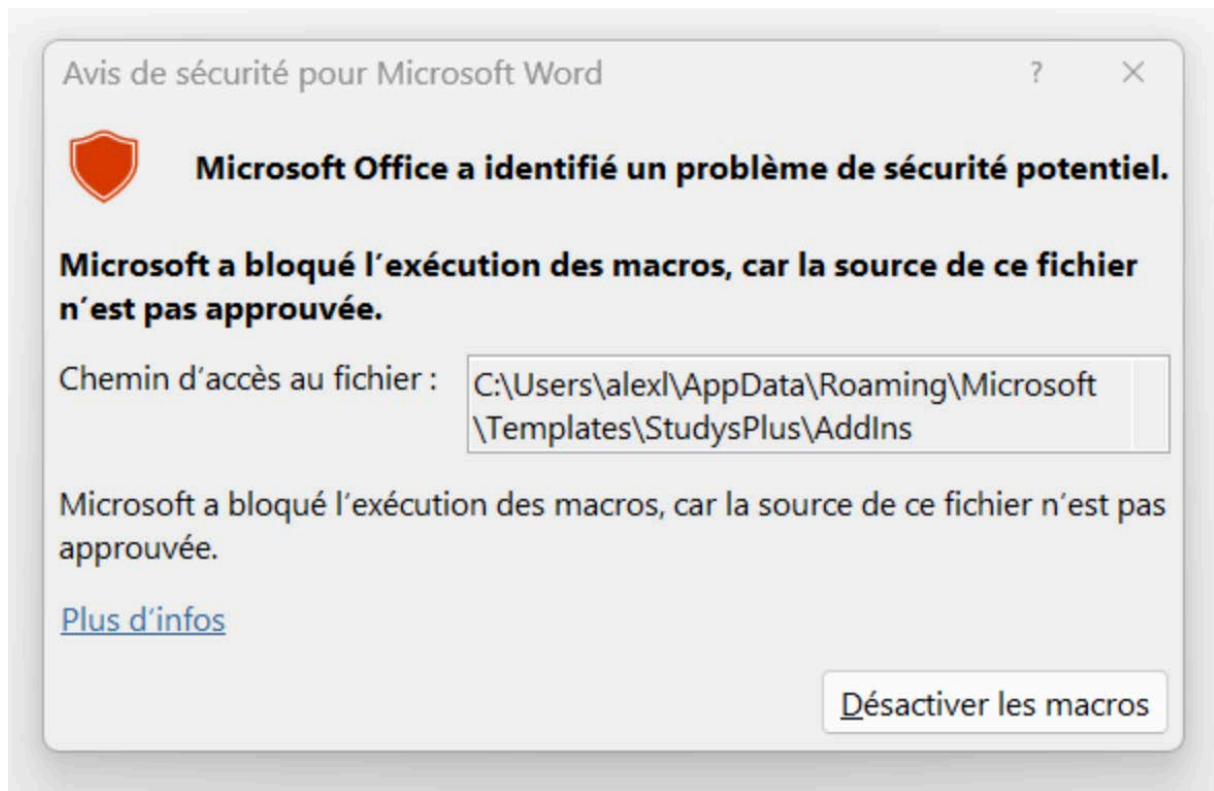 Avis de sécurité pour Microsoft Word ? ×
Microsoft Office a identifié un problème de sécurité potentiel.
Microsoft a bloqué l’exécution des macros, car la source de ce fichier
n’est pas approuvée.
Chemin d’accès au fichier : C:\Users\alexl\AppData\Roaming\Microsoft
\Templates\StudysPlus\AddIns
Microsoft a bloqué l’exécution des macros, car la source de ce fichier n’est pas
approuvée.
Plus d’infos
Désactiver les macros